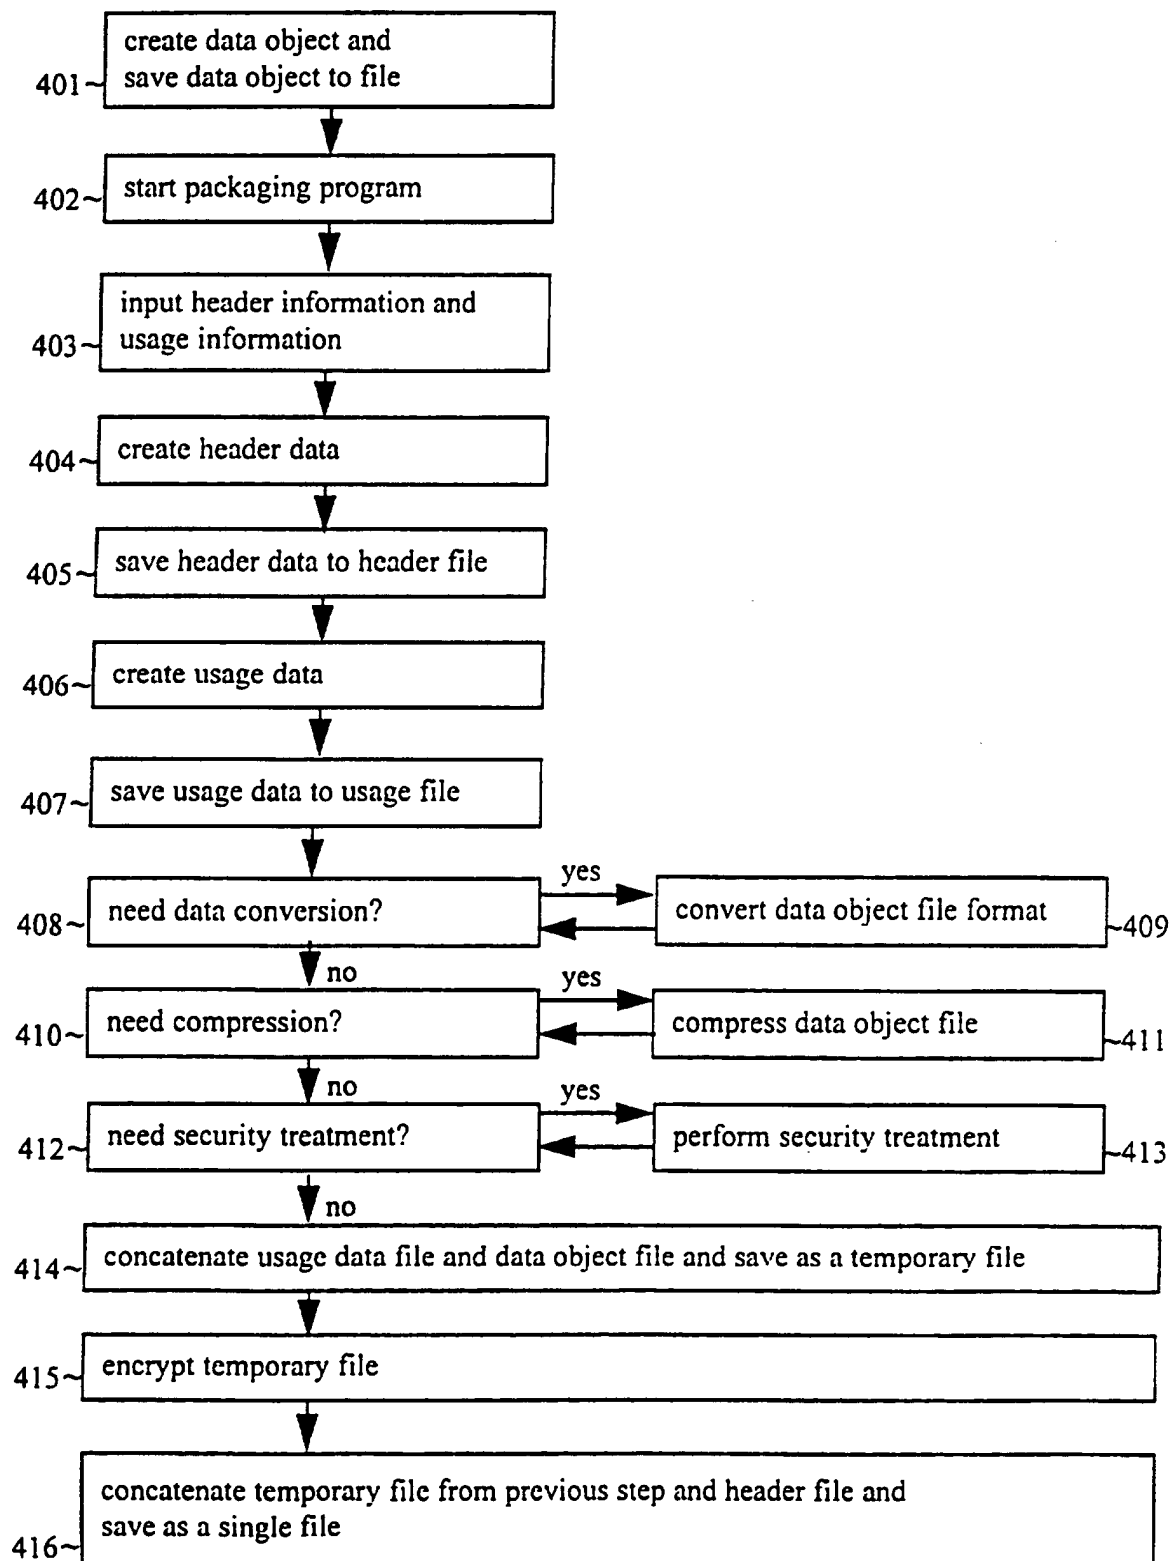 create data object and
save data object to file
401~
start packaging program
402~
input header information and
usage information
403~
create header data
404~
save header data to header file
405~
create usage data
406~
save usage data to usage file
407~
yes
need data conversion?
convert data object file format
408~
~409
no
yes
need compression?
compress data object file
410~
~411
no
yes
need security treatment?
perform security treatment
412~
~413
no
concatenate usage data file and data object file and save as a temporary file
414~
encrypt temporary file
415~
concatenate temporary file from previous step and header file and
save as a single file
416~